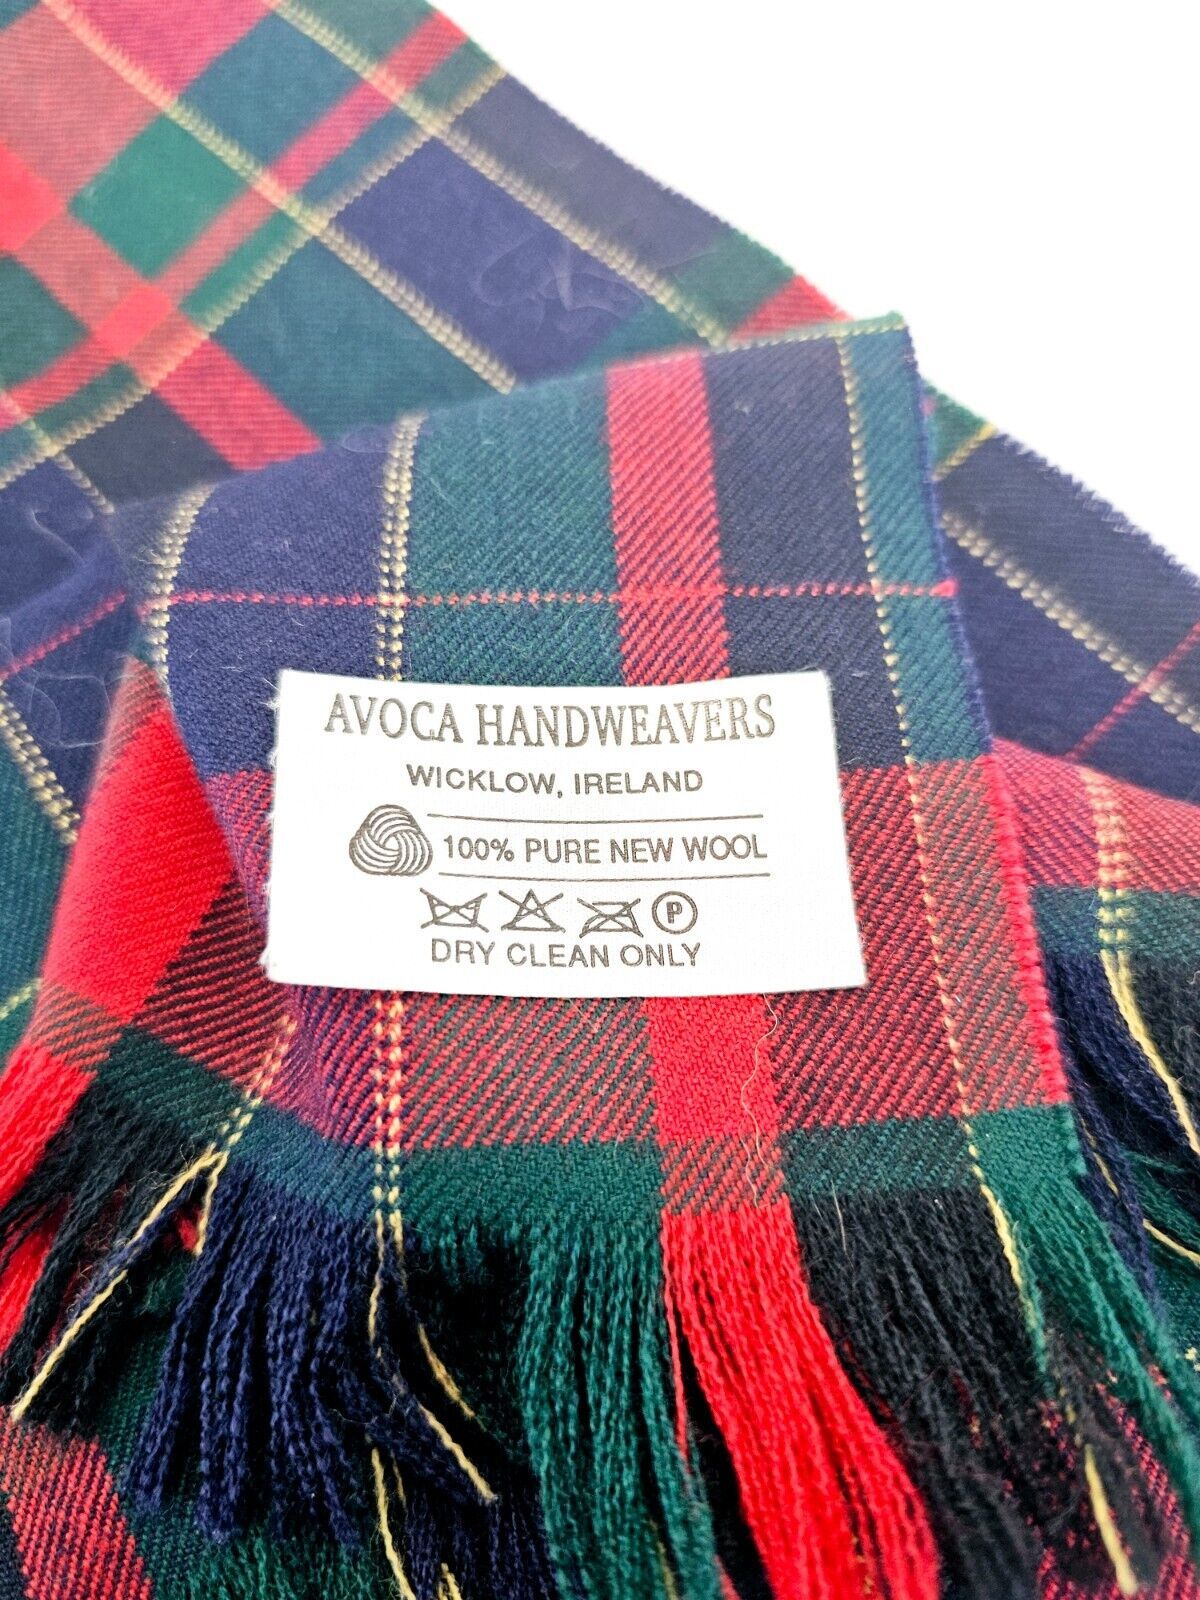 AVOCA HANDWEAVERS
WICKLOW, IRELAND
100% PURE NEW WOOL
P
DRY CLEAN ONLY